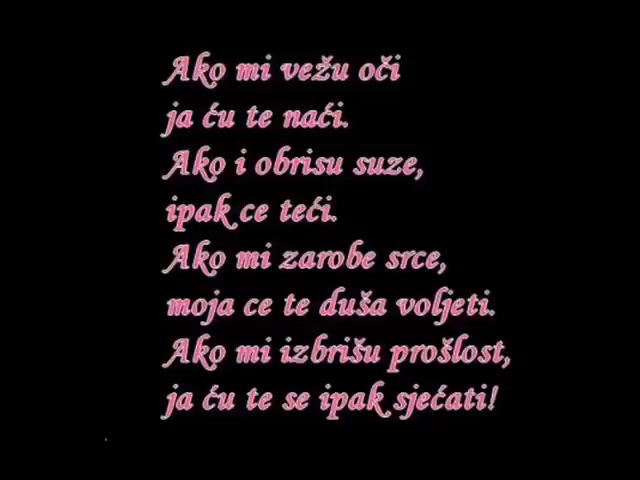 Ako mi vežu oči
ja ću te naći.
Ako i obrisu suze,
ipak ce teći.
Ako mi zarobe srce,
moja ce te duša voljeti.
Ako mi izbrišu prošlost,
ja ću te se ipak sjećati!